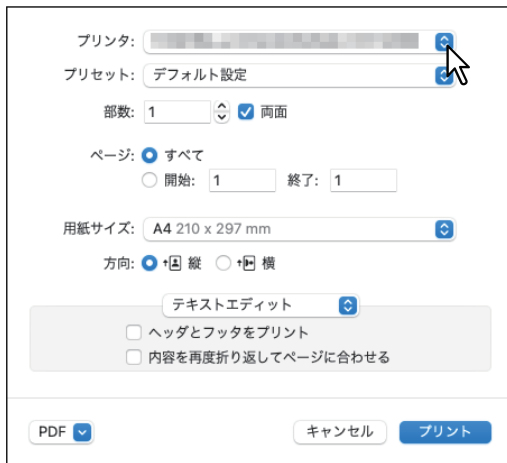 プリンタ:
プリセット: デフォルト設定
部数: 1 両面
ページ: すべて
開始: 1 終了: 1
用紙サイズ: A4 210 x 297 mm
方向: 縦 横
テキストエディット
ヘッダとフッタをプリント
内容を再度折り返してページに合わせる
PDF キャンセル プリント